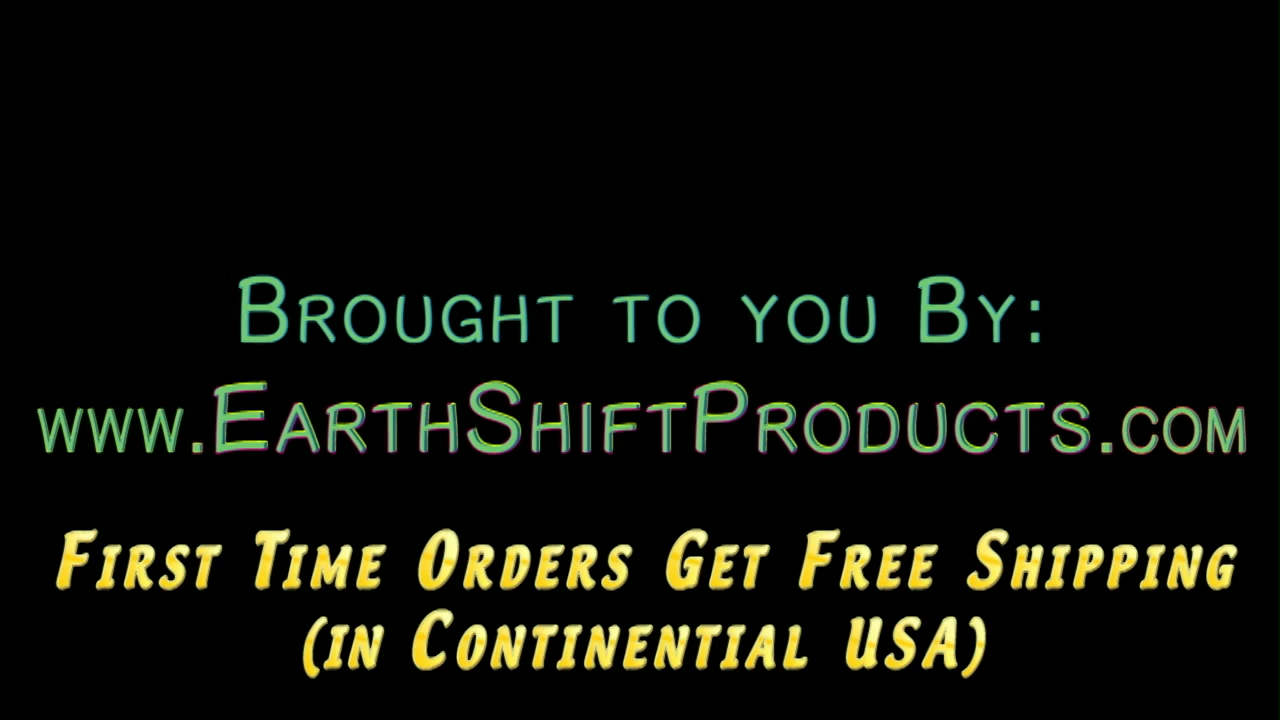 Brought to you By:
www.EarthShiftProducts.com
First Time Orders Get Free Shipping
(in Continential USA)